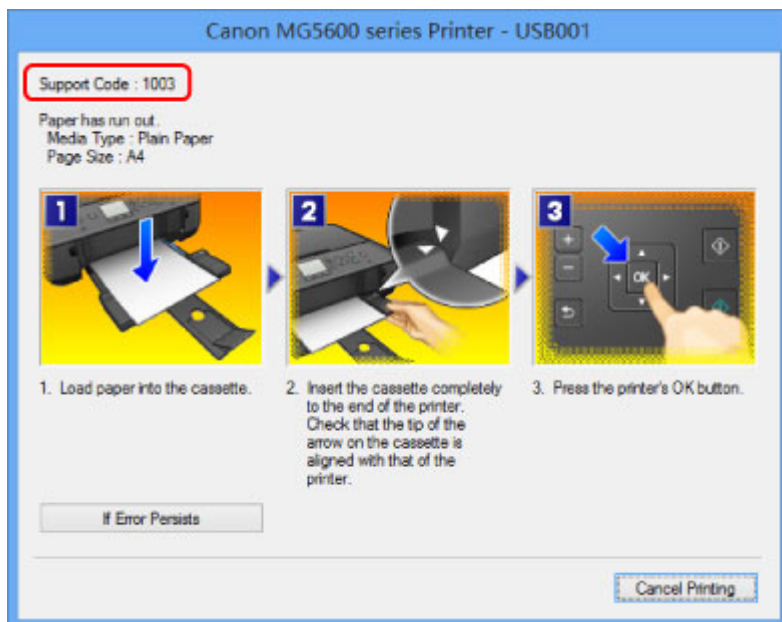 Canon MG5600 series Printer - USB001
Support Code : 1003
Paper has run out.
Media Type : Plain Paper
Page Size : A4
1
2
3
OK
1. Load paper into the cassette.
2. Insert the cassette completely
to the end of the printer.
Check that the tip of the
arrow on the cassette is
aligned with that of the
printer.
3. Press the printer's OK button.
If Error Persists
Cancel Printing